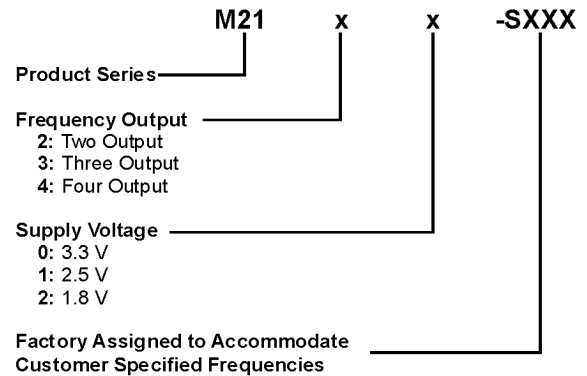 M21 x x -SXXX
Product Series
Frequency Output
2: Two Output
3: Three Output
4: Four Output
Supply Voltage
0: 3.3 V
1: 2.5 V
2: 1.8 V
Factory Assigned to Accommodate
Customer Specified Frequencies